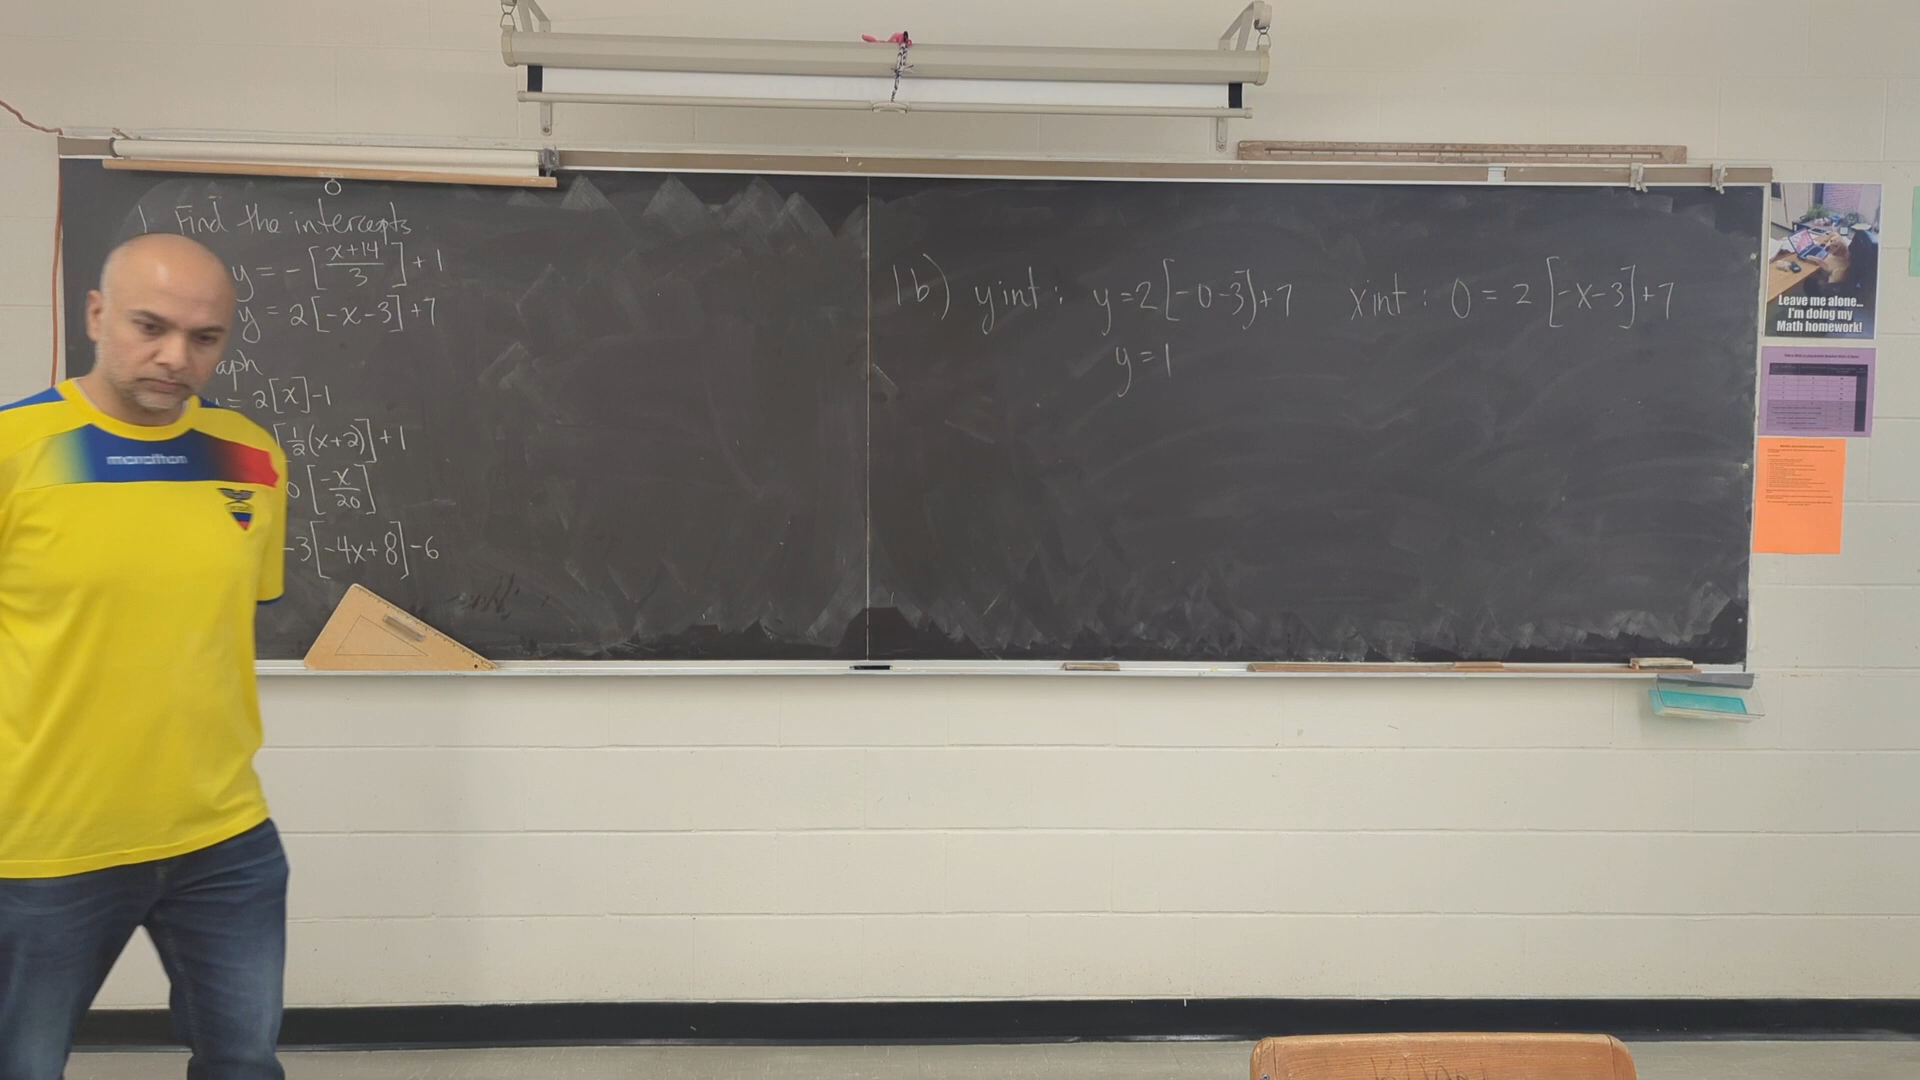 1. Find the intercepts
y = -[x+14/3]+1
y = 2[-x-3]+7
aph
= 2[x]-1
[1/2(x+2)]+1
0[-x/20]
-3[-4x+8]-6
1b) y int: y=2[-0-3]+7 x int: 0=2[-x-3]+7
y=1
marathon
Leave me alone...
I'm doing my
Math homework!